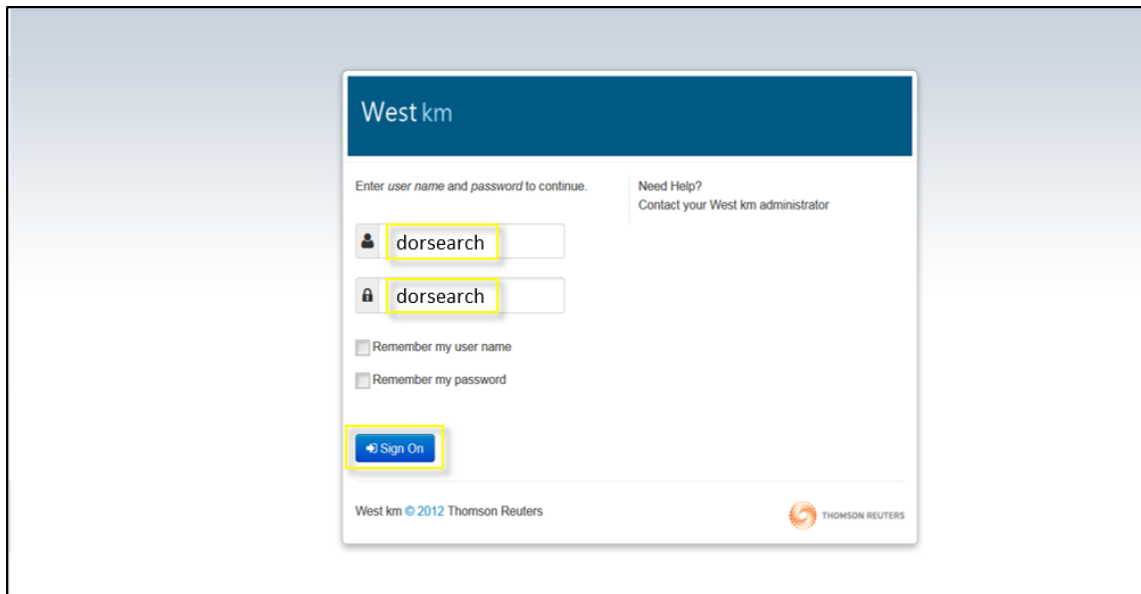 West km
Enter user name and password to continue.
Need Help?
Contact your West km administrator
dorsearch
dorsearch
Remember my user name
Remember my password
Sign On
West km © 2012 Thomson Reuters
THOMSON REUTERS